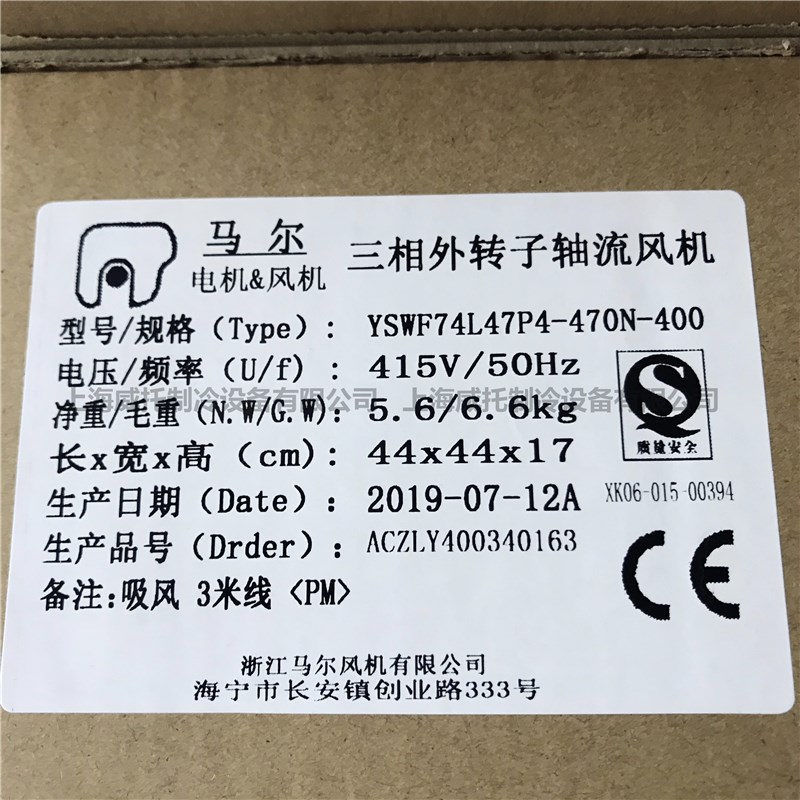 马尔
电机&风机
三相外转子轴流风机
型号/规格（Type）: YSWF74L47P4-470N-400
电压/频率（U/f）: 415V/50Hz
上海威托制冷设备有限公司 上海威托制冷设备有限公司
净重/毛重（N.W/G.W）: 5.6/6.6kg
长x宽x高（cm）: 44x44x17
质量安全
生产日期（Date）: 2019-07-12A
XK06-015-00394
生产品号（Drder）: ACZLY400340163
CE
备注:吸风 3米线 <PM>
浙江马尔风机有限公司
海宁市长安镇创业路333号